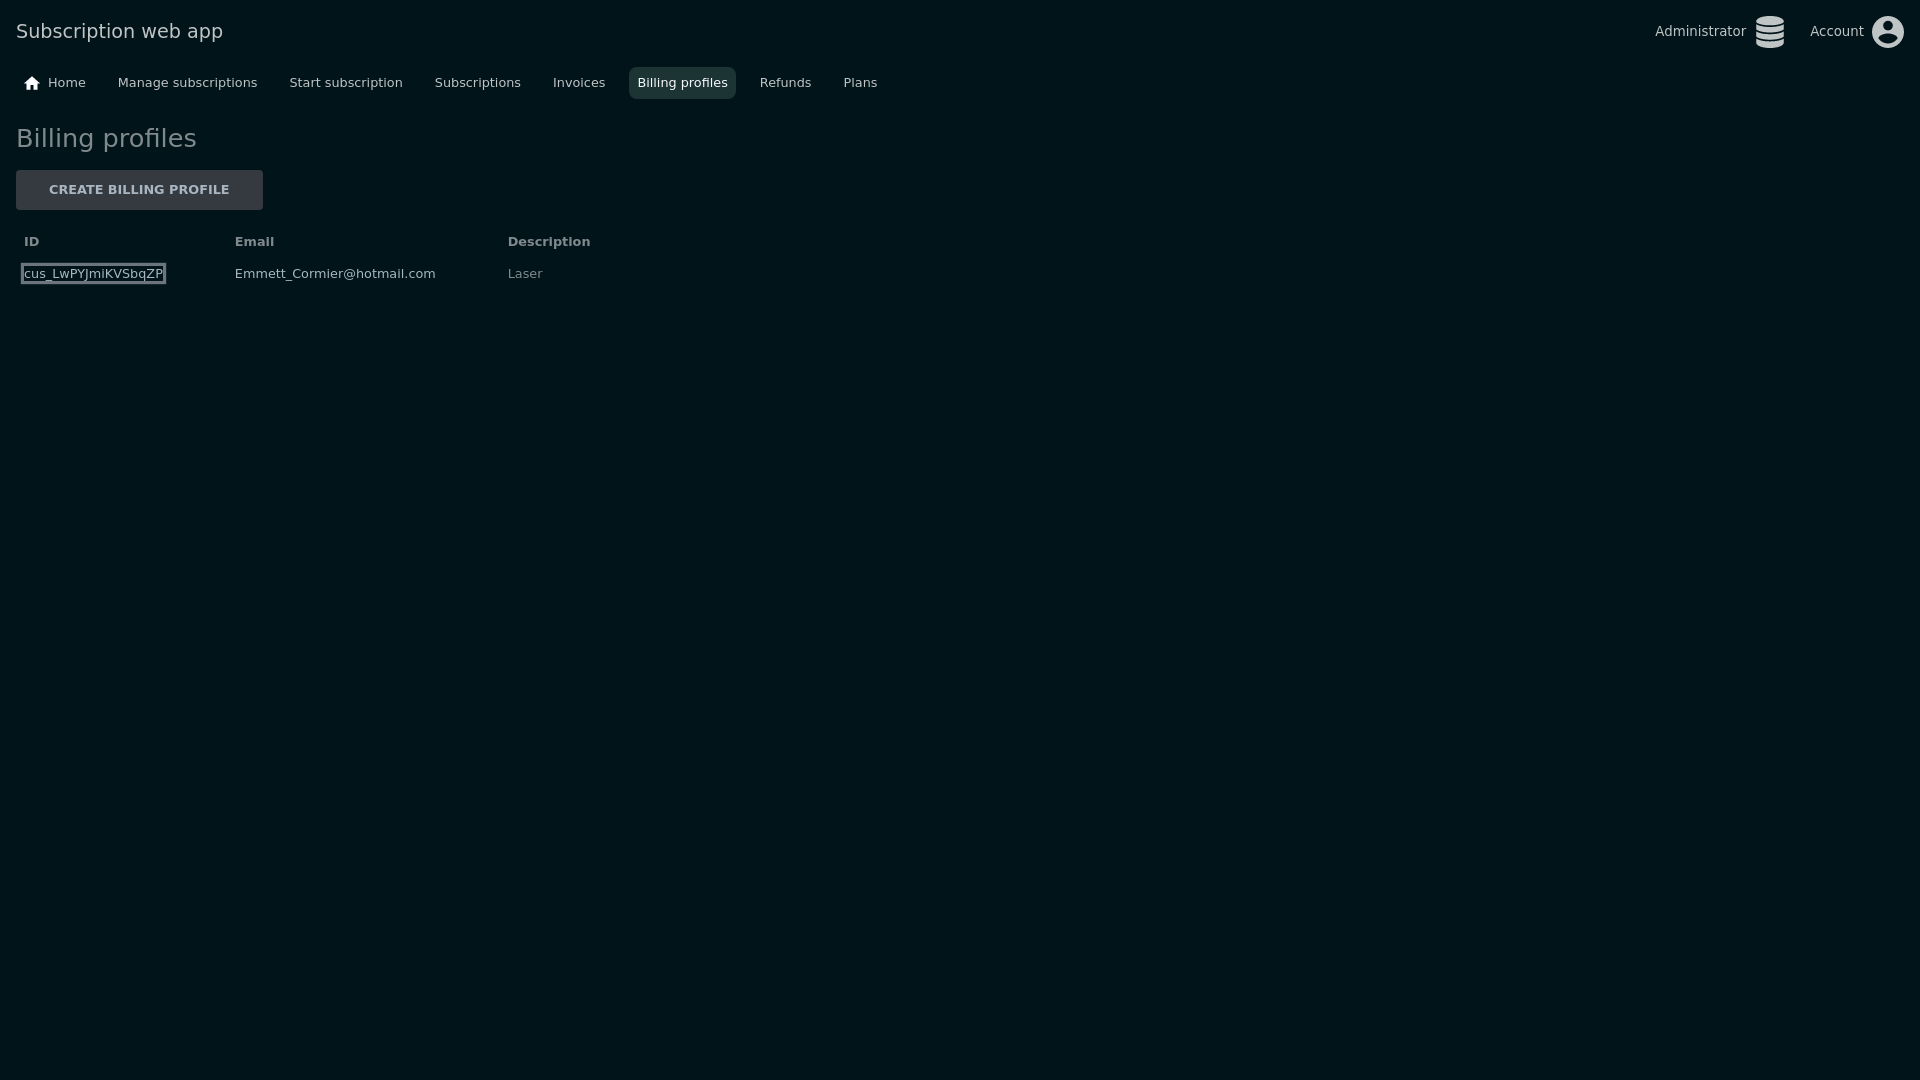 Subscription web app
Administrator
Account
Home
Manage subscriptions
Start subscription
Subscriptions
Invoices
Billing profiles
Refunds
Plans
Billing profiles
CREATE BILLING PROFILE
ID Email Description
cus_LwPYJmiKVSbqZP Emmett_Cormier@hotmail.com Laser